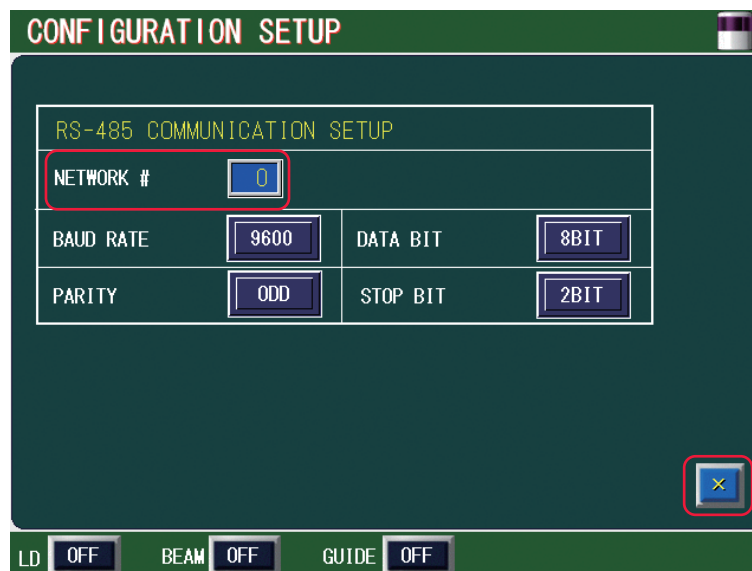 CONFIGURATION SETUP
RS-485 COMMUNICATION SETUP
NETWORK # 0
BAUD RATE 9600 DATA BIT 8BIT
PARITY ODD STOP BIT 2BIT
×
LD OFF BEAM OFF GUIDE OFF